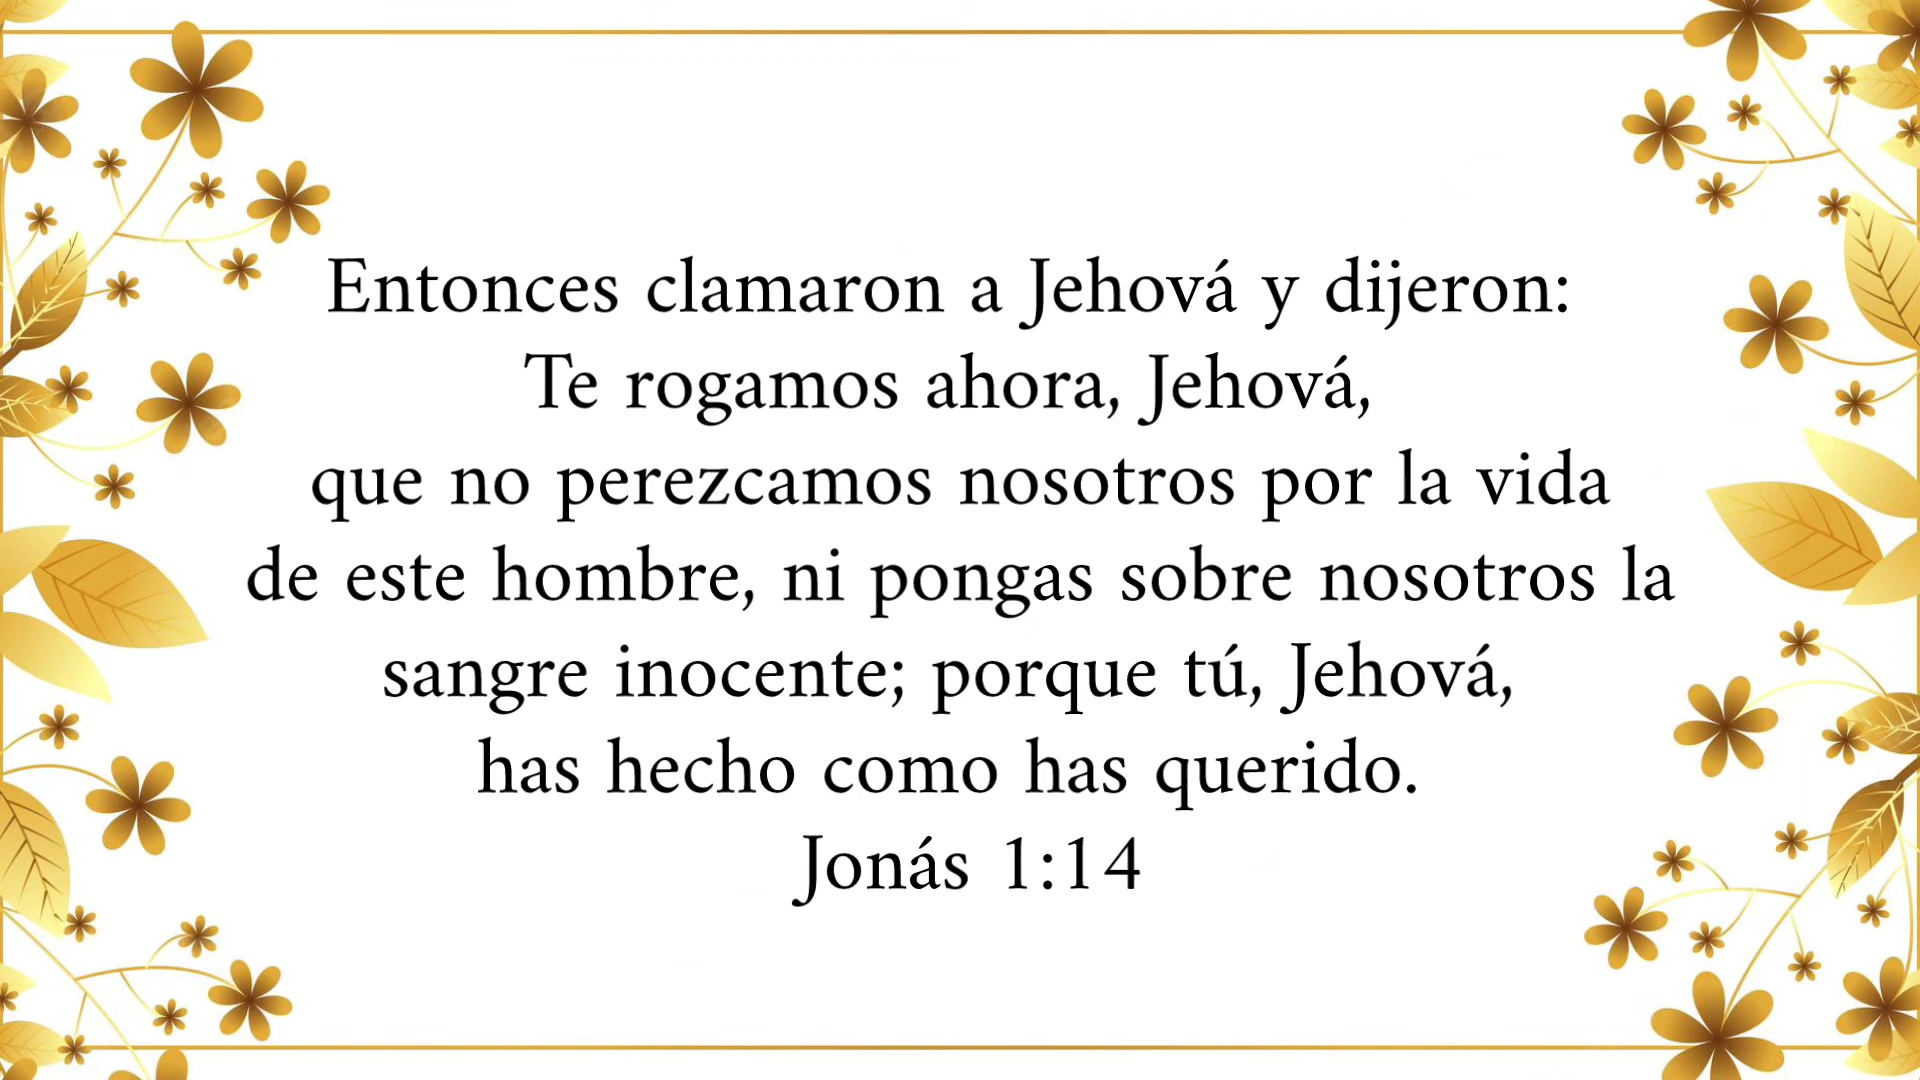 Entonces clamaron a Jehová y dijeron:
Te rogamos ahora, Jehová,
que no perezcamos nosotros por la vida
de este hombre, ni pongas sobre nosotros la
sangre inocente; porque tú, Jehová,
has hecho como has querido.
Jonás 1:14